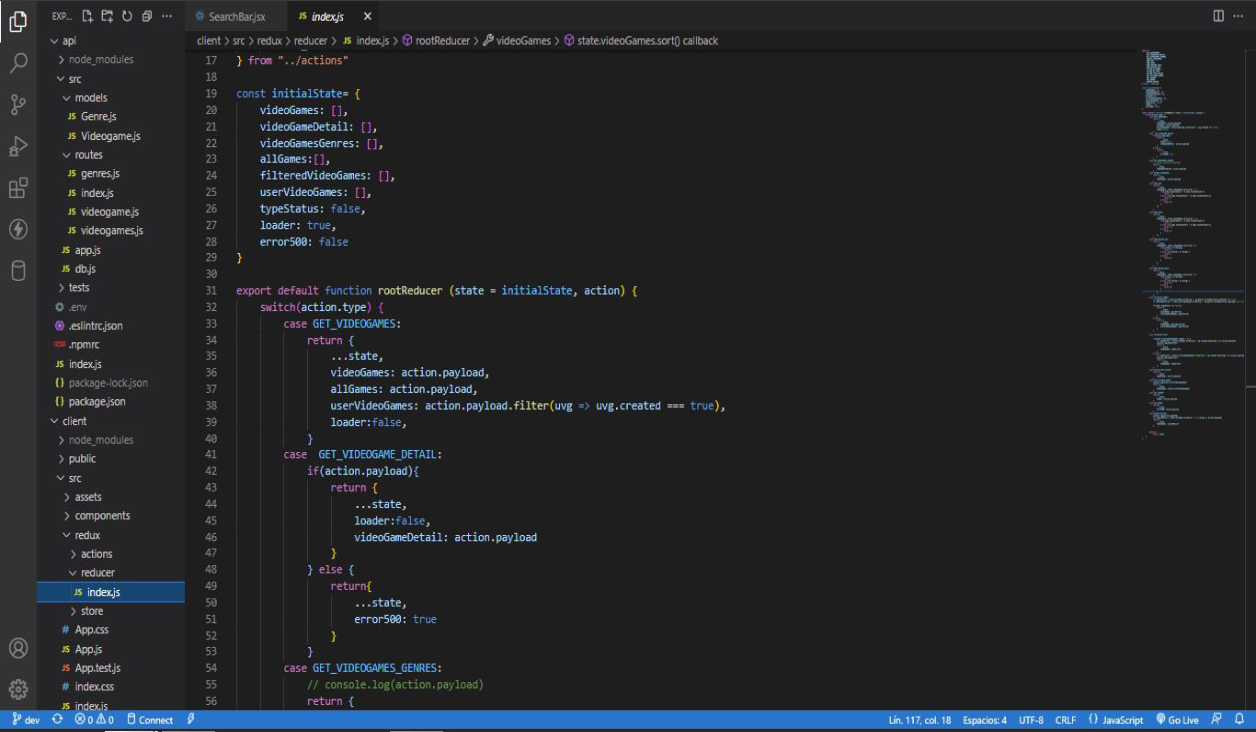 EXP...
SearchBar.jsx
JS index.js
client > src > redux > reducer > JS index.js > rootReducer > videoGames > state.videoGames.sort() callback
api
node_modules
src
models
JS Genre.js
JS Videogame.js
routes
JS genres.js
JS index.js
JS videogame.js
JS videogames.js
JS app.js
JS db.js
tests
.env
.eslintrc.json
.npmrc
JS index.js
{} package-lock.json
{} package.json
client
node_modules
public
src
assets
components
redux
actions
reducer
JS index.js
store
# App.css
JS App.js
JS App.test.js
# index.css
JS index.js
17 } from "../actions"
18
19 const initialState= {
20 videoGames: [],
21 videoGameDetail: [],
22 videoGamesGenres: [],
23 allGames:[],
24 filteredVideoGames: [],
25 userVideoGames: [],
26 typeStatus: false,
27 loader: true,
28 error500: false
29 }
30
31 export default function rootReducer (state = initialState, action) {
32 switch(action.type) {
33 case GET_VIDEOGAMES:
34 return {
35 ...state,
36 videoGames: action.payload,
37 allGames: action.payload,
38 userVideoGames: action.payload.filter(uvg => uvg.created === true),
39 loader:false,
40 }
41 case  GET_VIDEOGAME_DETAIL:
42 if(action.payload){
43 return {
44 ...state,
45 loader:false,
46 videoGameDetail: action.payload
47 }
48 } else {
49 return{
50 ...state,
51 error500: true
52 }
53 }
54 case GET_VIDEOGAMES_GENRES:
55 // console.log(action.payload)
56 return {
dev 0 0 Connect Lín. 117, col. 18 Espacios: 4 UTF-8 CRLF {} JavaScript Go Live